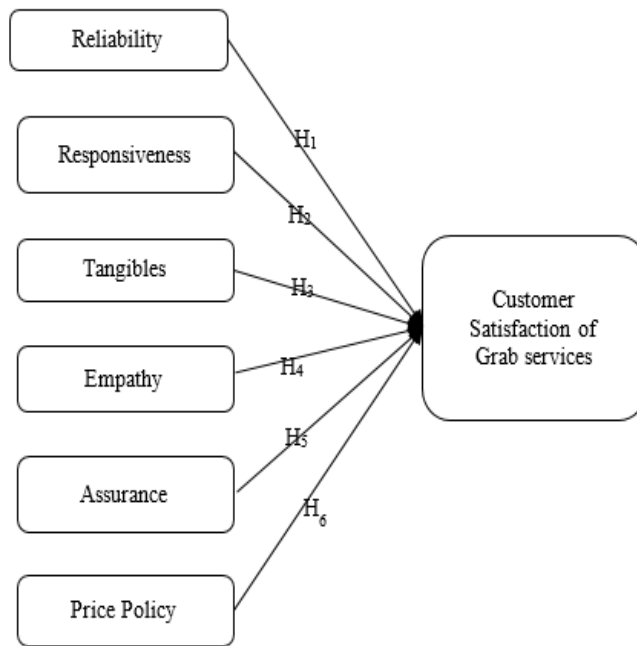 Reliability
H₁
Responsiveness
H₂
Tangibles
H₃
Empathy
H₄
Assurance
H₅
Price Policy
H₆
Customer
Satisfaction of
Grab services